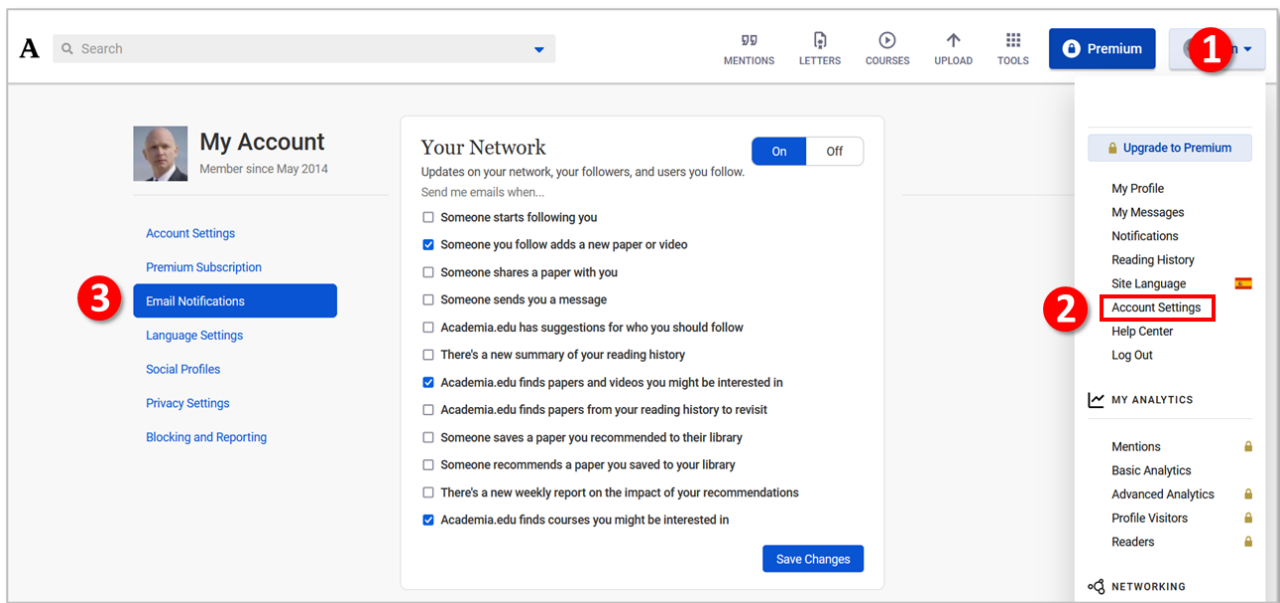 A
Search
MENTIONS
LETTERS
COURSES
UPLOAD
TOOLS
Premium
1
n
My Account
Member since May 2014
Account Settings
Premium Subscription
3
Email Notifications
Language Settings
Social Profiles
Privacy Settings
Blocking and Reporting
Your Network
On
Off
Updates on your network, your followers, and users you follow.
Send me emails when...
Someone starts following you
Someone you follow adds a new paper or video
Someone shares a paper with you
Someone sends you a message
Academia.edu has suggestions for who you should follow
There's a new summary of your reading history
Academia.edu finds papers and videos you might be interested in
Academia.edu finds papers from your reading history to revisit
Someone saves a paper you recommended to their library
Someone recommends a paper you saved to your library
There's a new weekly report on the impact of your recommendations
Academia.edu finds courses you might be interested in
Save Changes
Upgrade to Premium
My Profile
My Messages
Notifications
Reading History
Site Language
2
Account Settings
Help Center
Log Out
MY ANALYTICS
Mentions
Basic Analytics
Advanced Analytics
Profile Visitors
Readers
NETWORKING